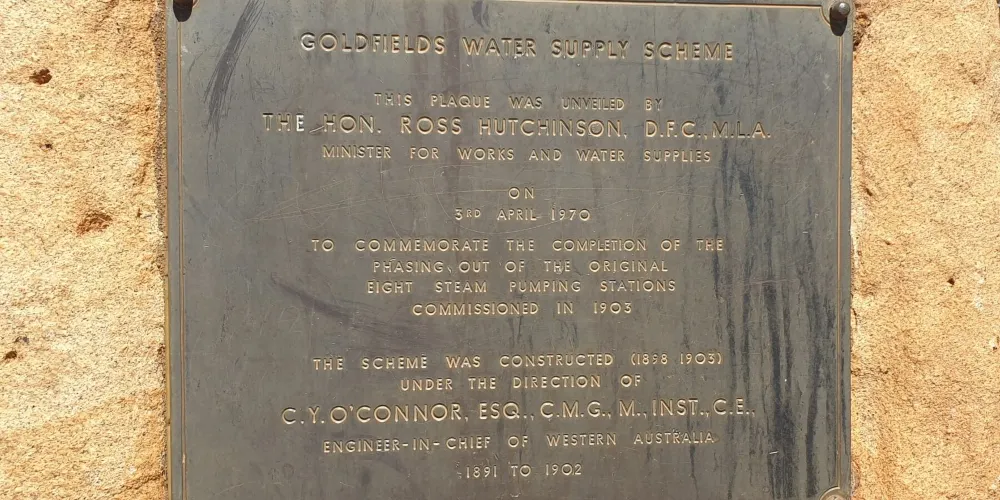 GOLDFIELDS WATER SUPPLY SCHEME
THIS PLAQUE WAS UNVEILED BY
THE HON. ROSS HUTCHINSON, D.F.C., M.L.A.
MINISTER FOR WORKS AND WATER SUPPLIES
ON
3RD APRIL 1970
TO COMMEMORATE THE COMPLETION OF THE
PHASING OUT OF THE ORIGINAL
EIGHT STEAM PUMPING STATIONS
COMMISSIONED IN 1903
THE SCHEME WAS CONSTRUCTED (1898 1903)
UNDER THE DIRECTION OF
C.Y. O'CONNOR, ESQ., C.M.G., M., INST., C.E.,
ENGINEER-IN-CHIEF OF WESTERN AUSTRALIA
1891 TO 1902